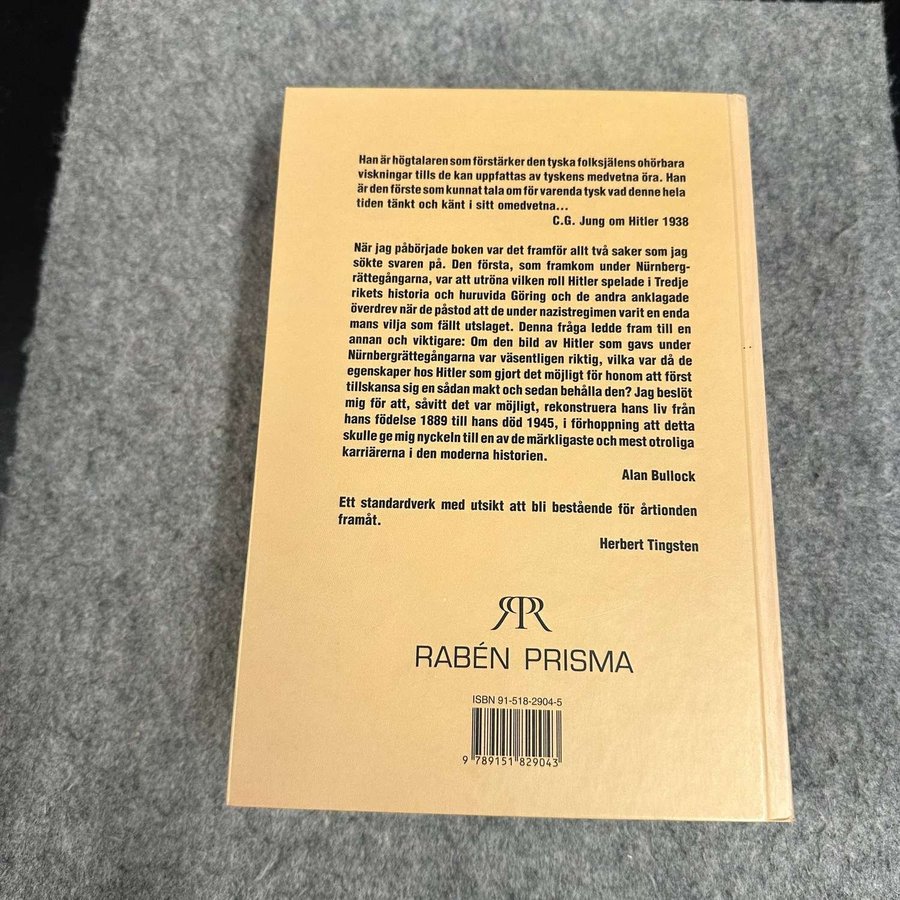 Han är högtalaren som förstärker den tyska folksjälens ohörbara
viskningar tills de kan uppfattas av tyskens medvetna öra. Han
är den förste som kunnat tala om för varenda tysk vad denne hela
tiden tänkt och känt i sitt omedvetna...
C.G. Jung om Hitler 1938
När jag påbörjade boken var det framför allt två saker som jag
sökte svaren på. Den första, som framkom under Nürnberg-
rättegångarna, var att utröna vilken roll Hitler spelade i Tredje
rikets historia och huruvida Göring och de andra anklagade
överdrev när de påstod att de under nazistregimen varit en enda
mans vilja som fällt utslaget. Denna fråga ledde fram till en
annan och viktigare: Om den bild av Hitler som gavs under
Nürnbergrättegångarna var väsentligen riktig, vilka var då de
egenskaper hos Hitler som gjort det möjligt för honom att först
tillskansa sig en sådan makt och sedan behålla den? Jag beslöt
mig för att, såvitt det var möjligt, rekonstruera hans liv från
hans födelse 1889 till hans död 1945, i förhoppning att detta
skulle ge mig nyckeln till en av de märkligaste och mest otroliga
karriärerna i den moderna historien.
Alan Bullock
Ett standardverk med utsikt att bli bestående för årtionden
framåt.
Herbert Tingsten
RPR
RABÉN PRISMA
ISBN 91-518-2904-5
9 789151 829043